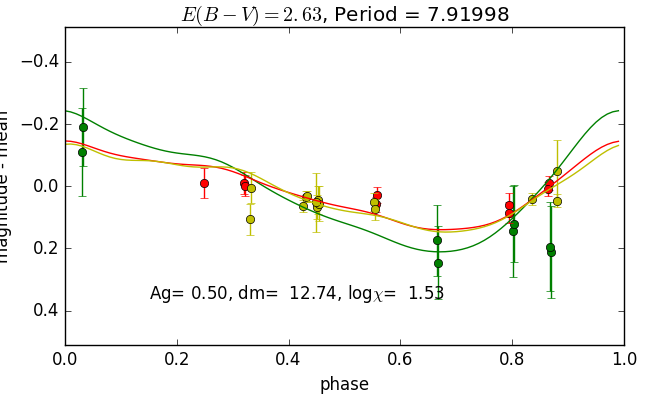 E(B − V) = 2.63, Period = 7.91998
magnitude - mean
−0.4
−0.2
0.0
0.2
0.4
Ag= 0.50, dm= 12.74, logχ= 1.53
0.0 0.2 0.4 0.6 0.8 1.0
phase